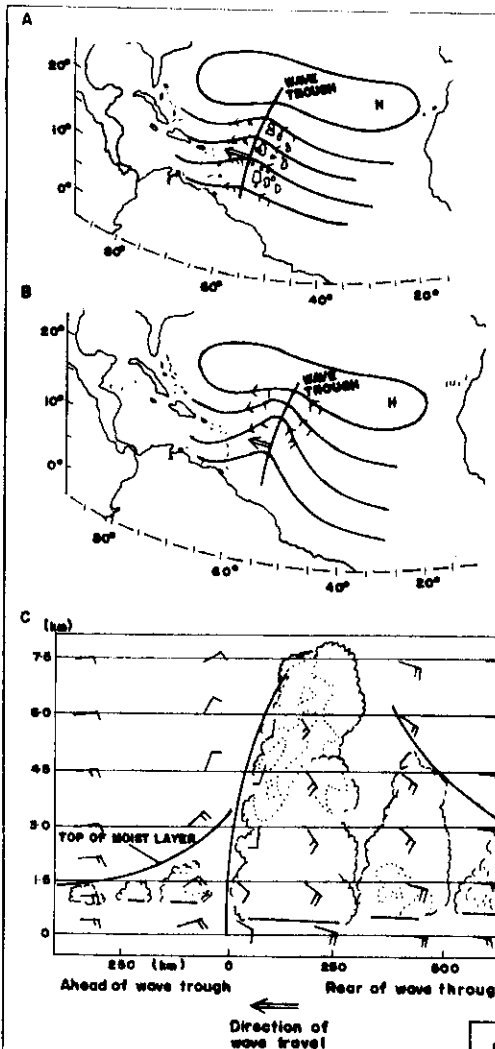 A
20°
10°
0°
WAVE
TROUGH
H
80°
60°
40°
20°
B
20°
10°
0°
WAVE
TROUGH
H
80°
60°
40°
20°
C
(km)
7·5
6·0
4·5
3·0
1·5
0
TOP OF MOIST LAYER
250 (km) 0 250 500
Ahead of wave trough Rear of wave through
Direction of
wave travel